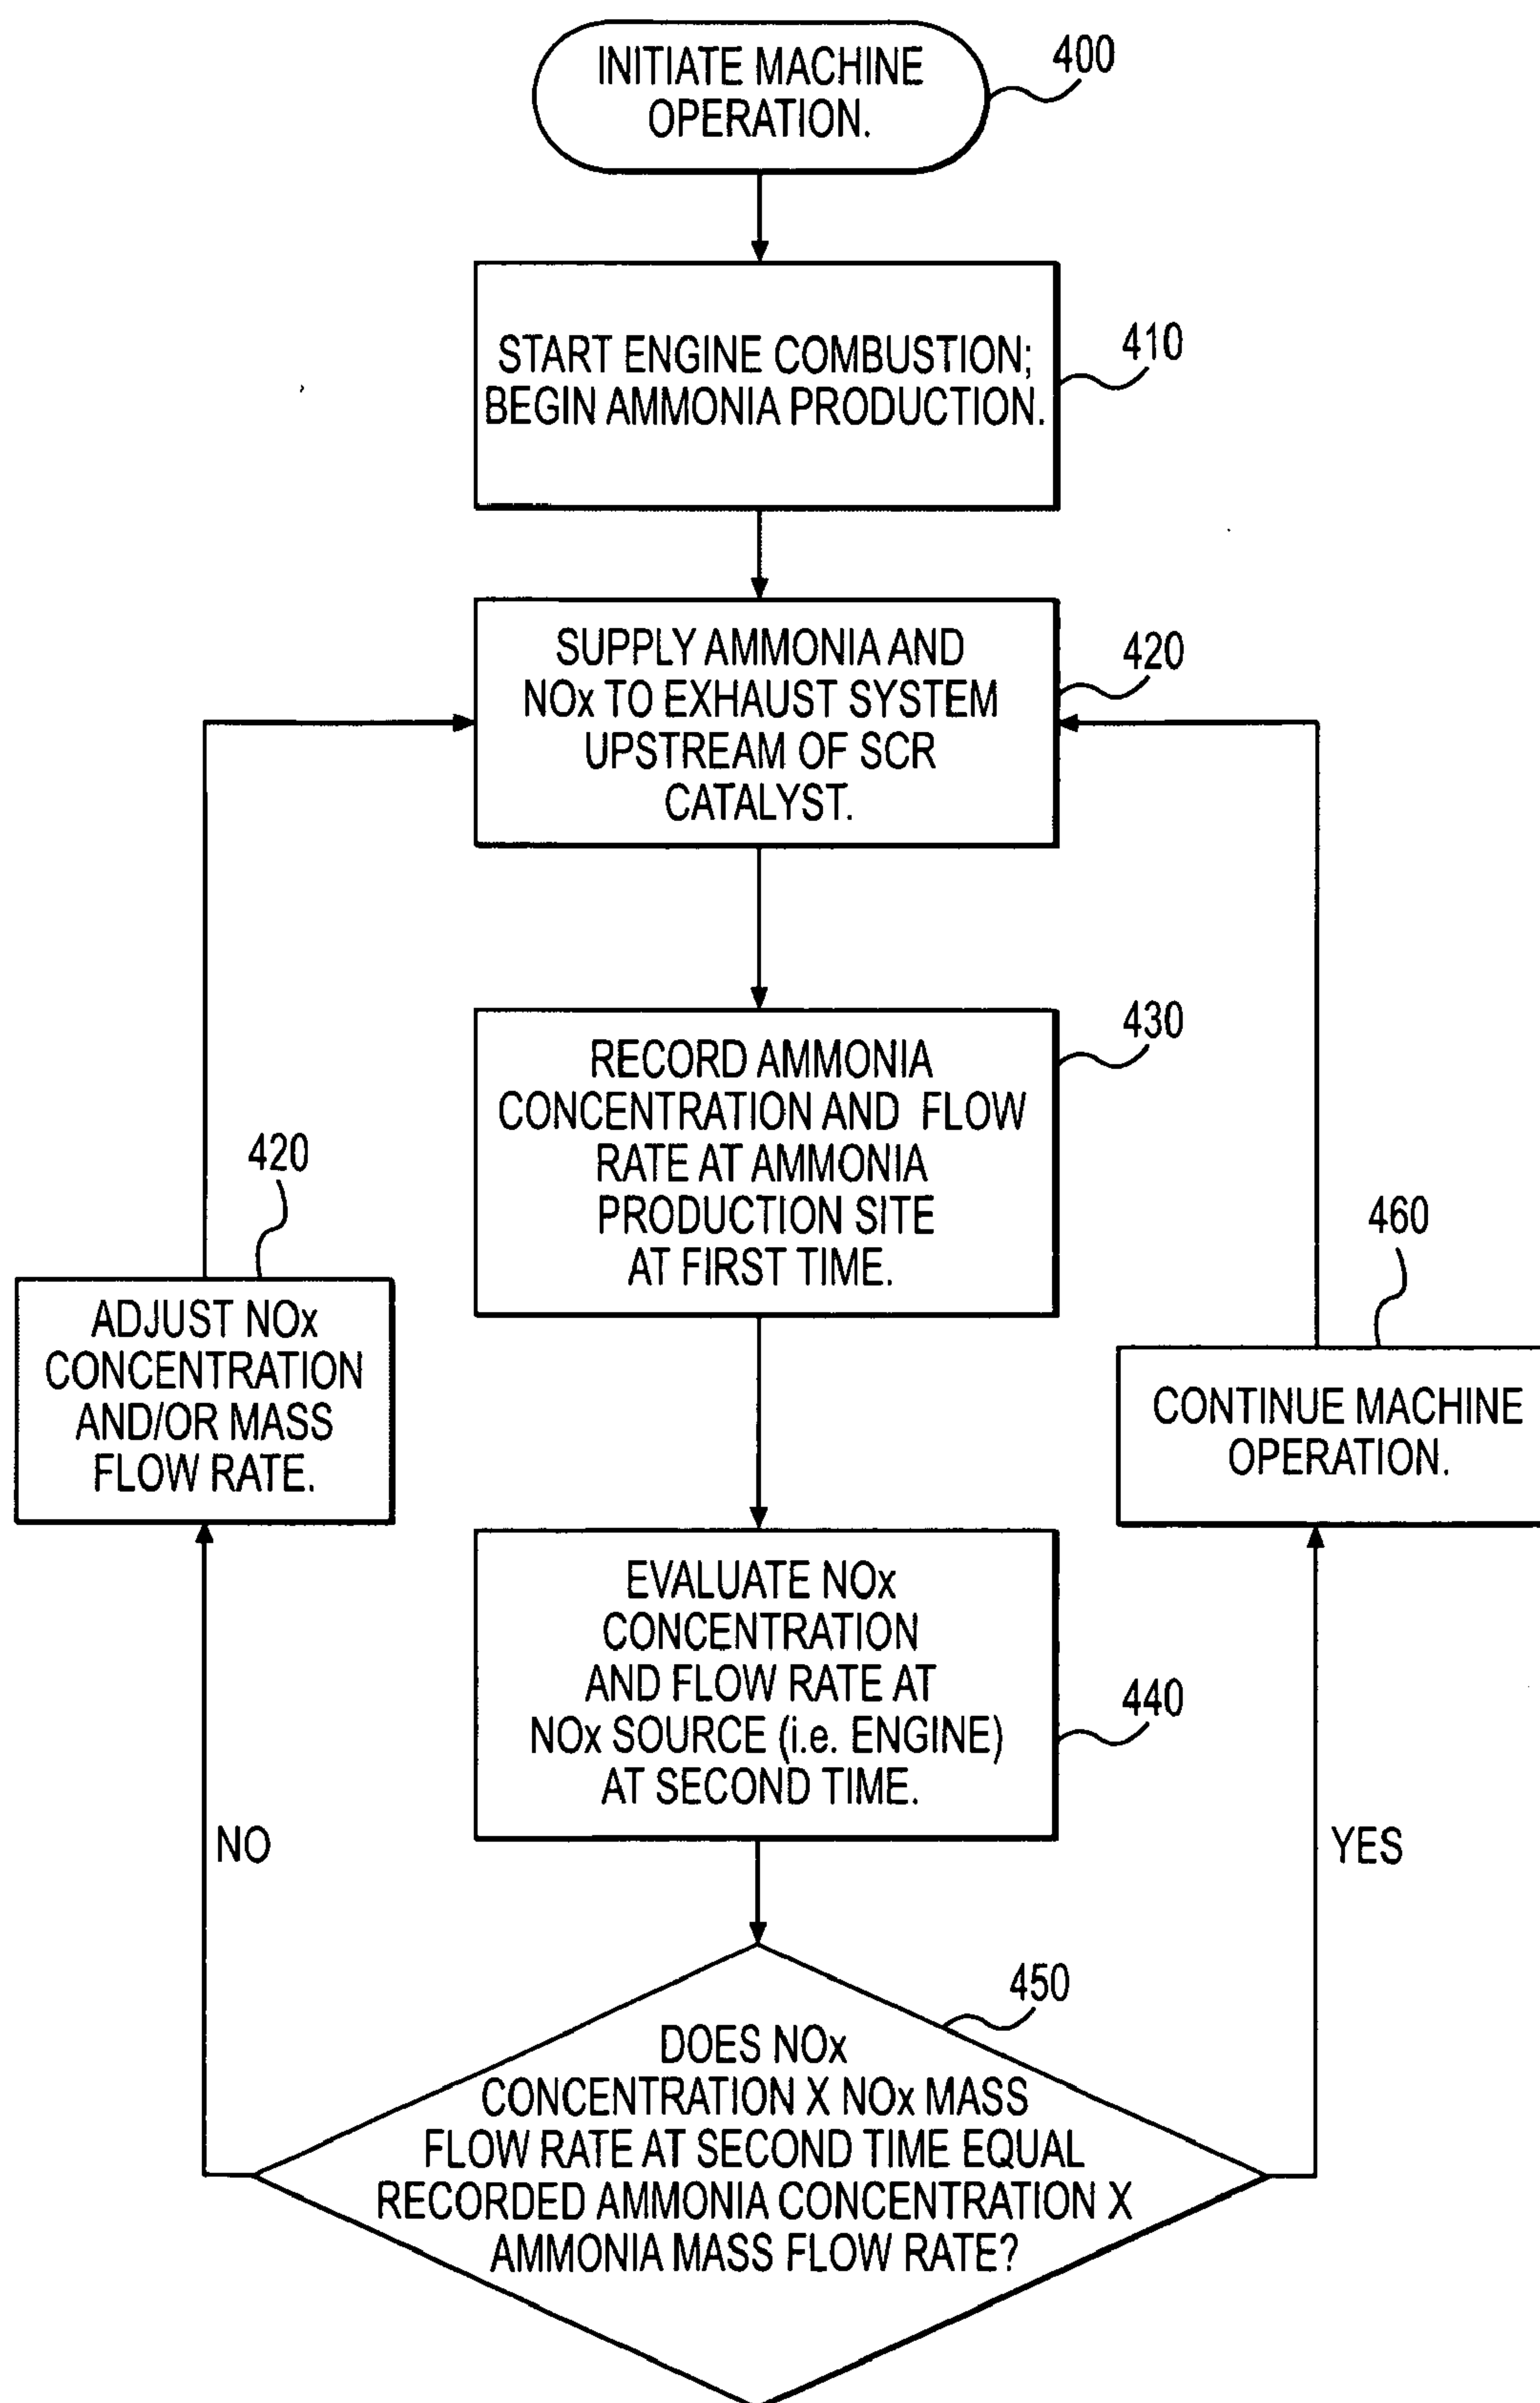 INITIATE MACHINE
OPERATION.
400
START ENGINE COMBUSTION;
BEGIN AMMONIA PRODUCTION.
410
SUPPLY AMMONIA AND
NOx TO EXHAUST SYSTEM
UPSTREAM OF SCR
CATALYST.
420
RECORD AMMONIA
CONCENTRATION AND FLOW
RATE AT AMMONIA
PRODUCTION SITE
AT FIRST TIME.
430
420
ADJUST NOx
CONCENTRATION
AND/OR MASS
FLOW RATE.
460
CONTINUE MACHINE
OPERATION.
EVALUATE NOx
CONCENTRATION
AND FLOW RATE AT
NOx SOURCE (i.e. ENGINE)
AT SECOND TIME.
440
NO
YES
450
DOES NOx
CONCENTRATION X NOx MASS
FLOW RATE AT SECOND TIME EQUAL
RECORDED AMMONIA CONCENTRATION X
AMMONIA MASS FLOW RATE?